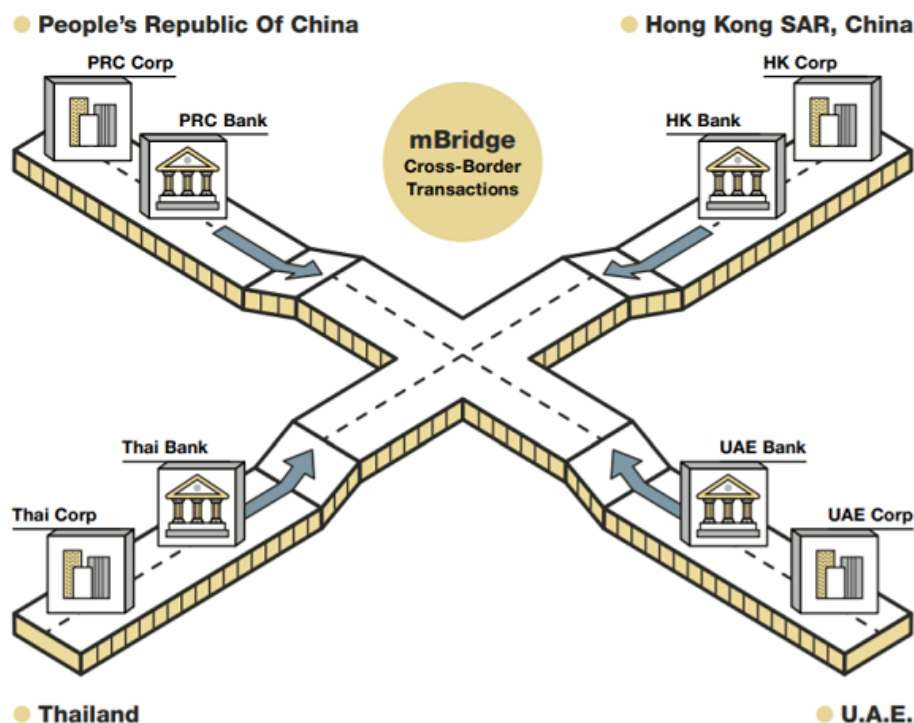 People's Republic Of China
Hong Kong SAR, China
PRC Corp
HK Corp
PRC Bank
HK Bank
mBridge
Cross-Border
Transactions
Thai Bank
UAE Bank
Thai Corp
UAE Corp
Thailand
U.A.E.